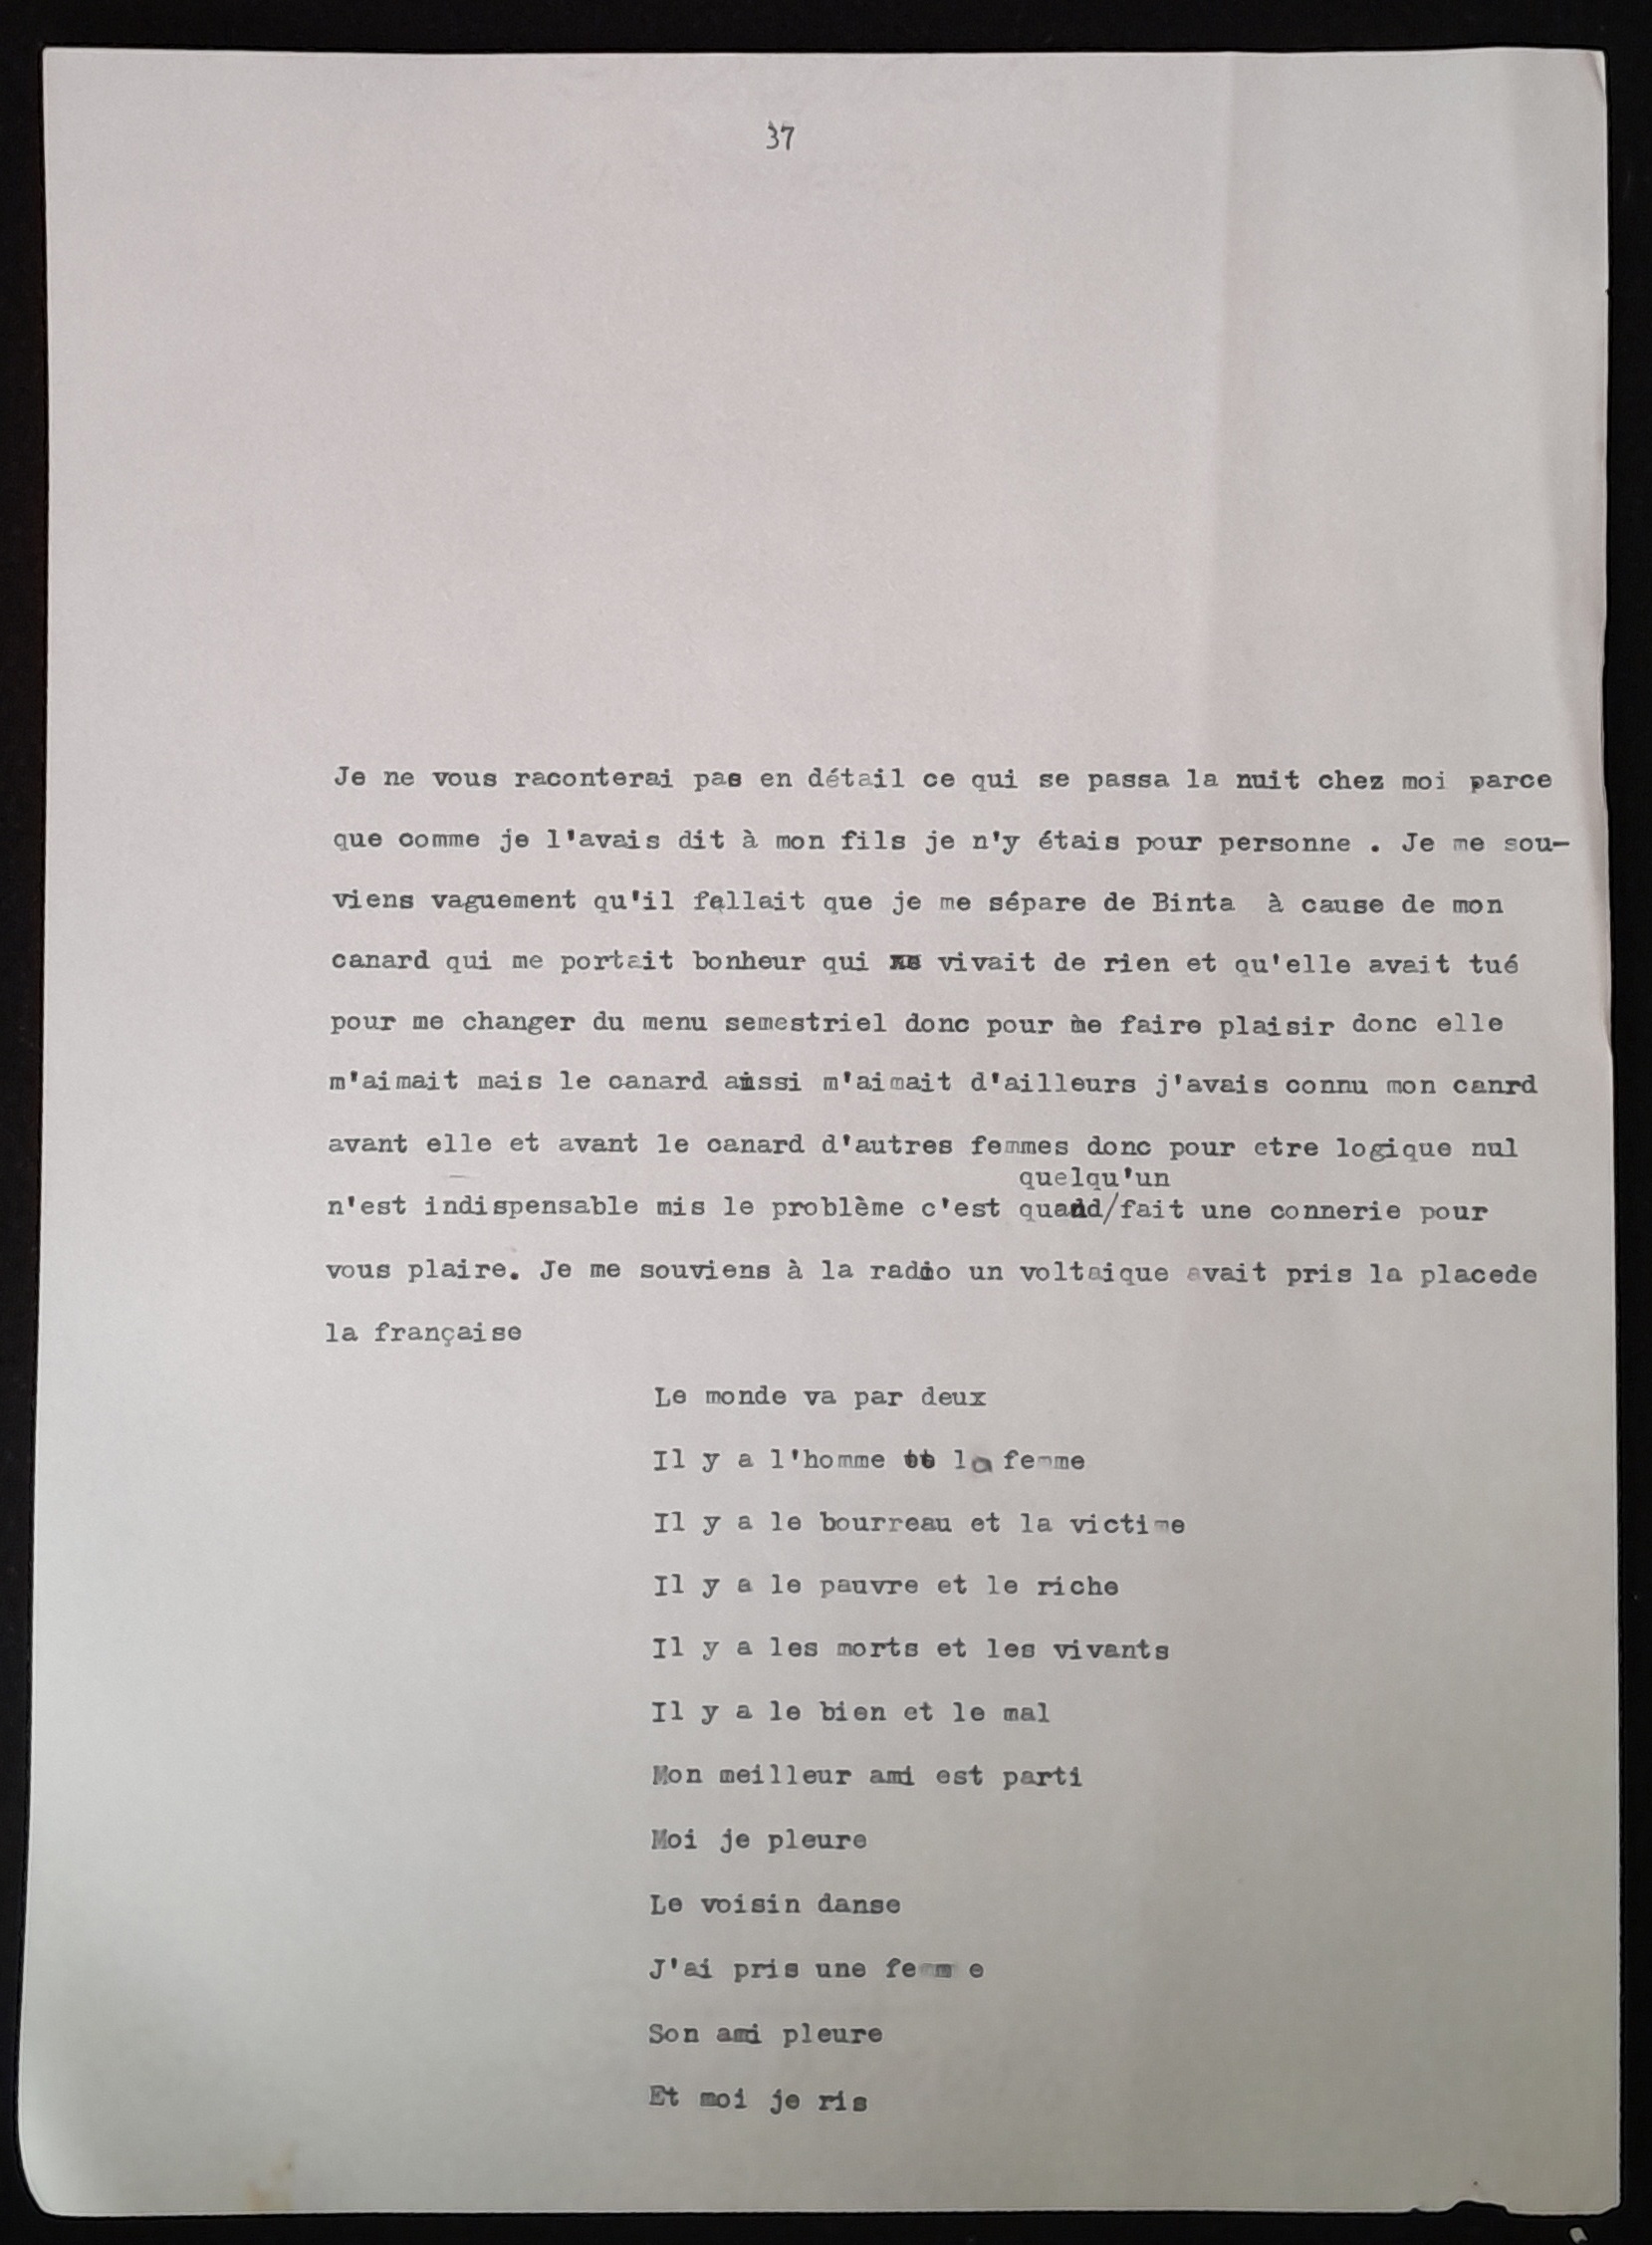 37
Je ne vous raconterai pas en détail ce qui se passa la nuit chez moi parce
que comme je l'avais dit à mon fils je n'y étais pour personne . Je me sou-
viens vaguement qu'il fallait que je me sépare de Binta à cause de mon
canard qui me portait bonheur qui vivait de rien et qu'elle avait tué
pour me changer du menu semestriel donc pour me faire plaisir donc elle
m'aimait mais le canard aussi m'aimait d'ailleurs j'avais connu mon canrd
avant elle et avant le canard d'autres femmes donc pour etre logique nul
quelqu'un
n'est indispensable mis le problème c'est quand/fait une connerie pour
vous plaire. Je me souviens à la radio un voltaique avait pris la placede
la française
Le monde va par deux
Il y a l'homme et la femme
Il y a le bourreau et la victime
Il y a le pauvre et le riche
Il y a les morts et les vivants
Il y a le bien et le mal
Mon meilleur ami est parti
Moi je pleure
Le voisin danse
J'ai pris une femm e
Son ami pleure
Et moi je ris